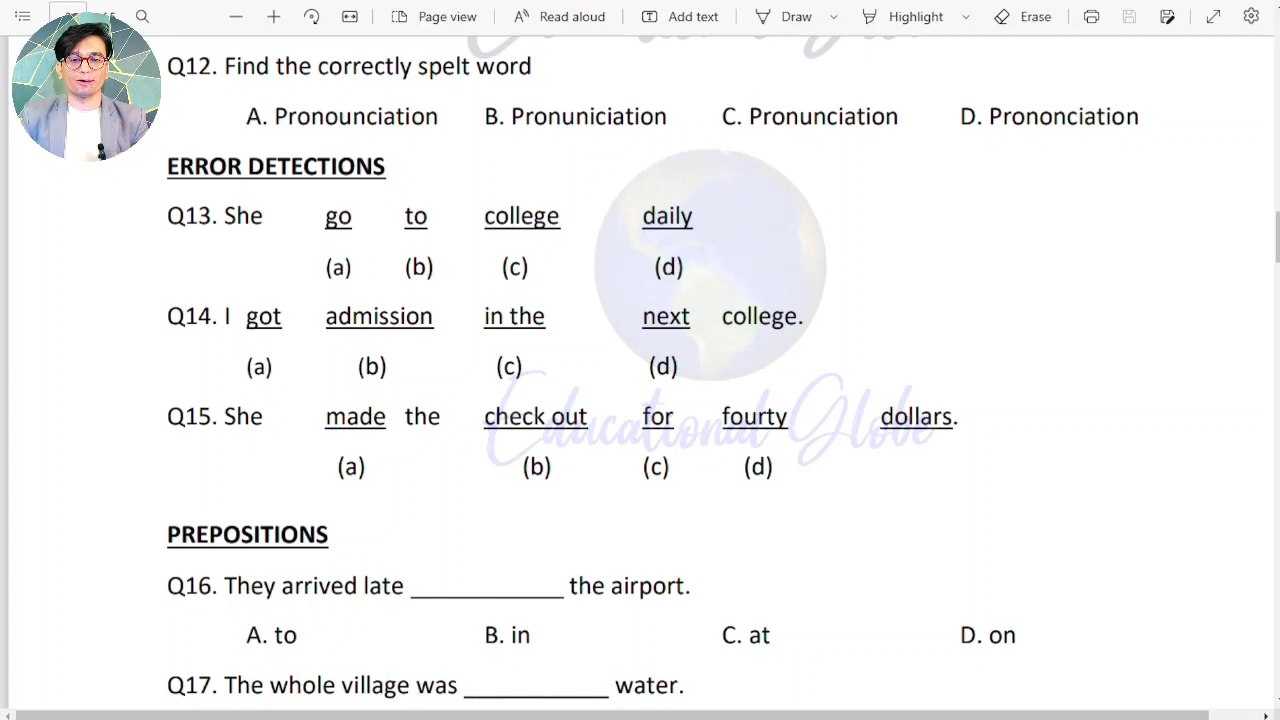 Page view
Read aloud
Add text
Draw
Highlight
Erase
Q12. Find the correctly spelt word
A. Pronounciation B. Pronuniciation C. Pronunciation D. Prononciation
ERROR DETECTIONS
Q13. She go to college daily
(a) (b) (c) (d)
Q14. I got admission in the next college.
(a) (b) (c) (d)
Q15. She made the check out for fourty dollars.
(a) (b) (c) (d)
Educational Globe
PREPOSITIONS
Q16. They arrived late ____________ the airport.
A. to B. in C. at D. on
Q17. The whole village was ___________ water.